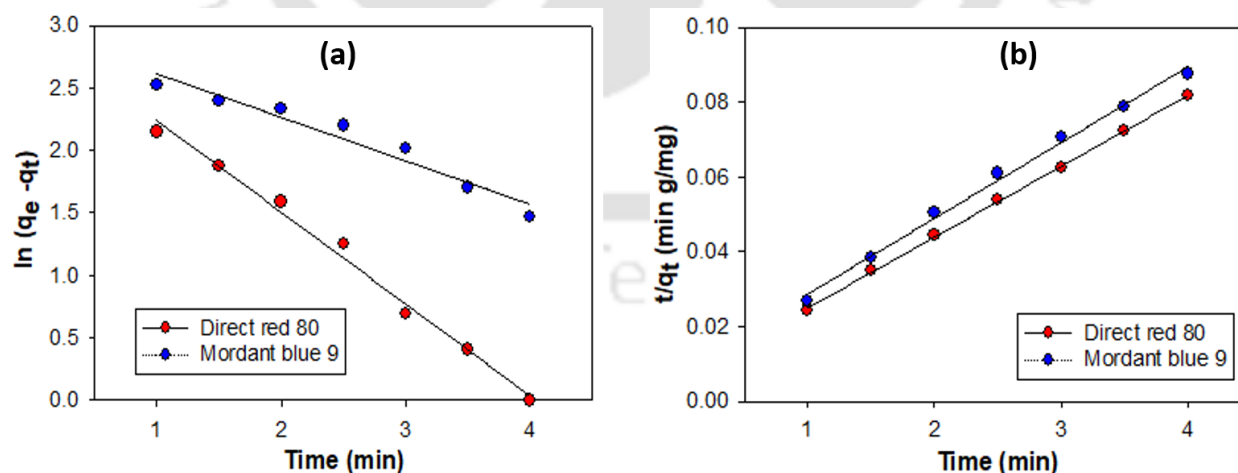 (a)
ln (qe -qt)
3.0
2.5
2.0
1.5
1.0
0.5
0.0
Direct red 80
Mordant blue 9
1 2 3 4
Time (min)
(b)
t/qt (min g/mg)
0.10
0.08
0.06
0.04
0.02
0.00
Direct red 80
Mordant blue 9
1 2 3 4
Time (min)